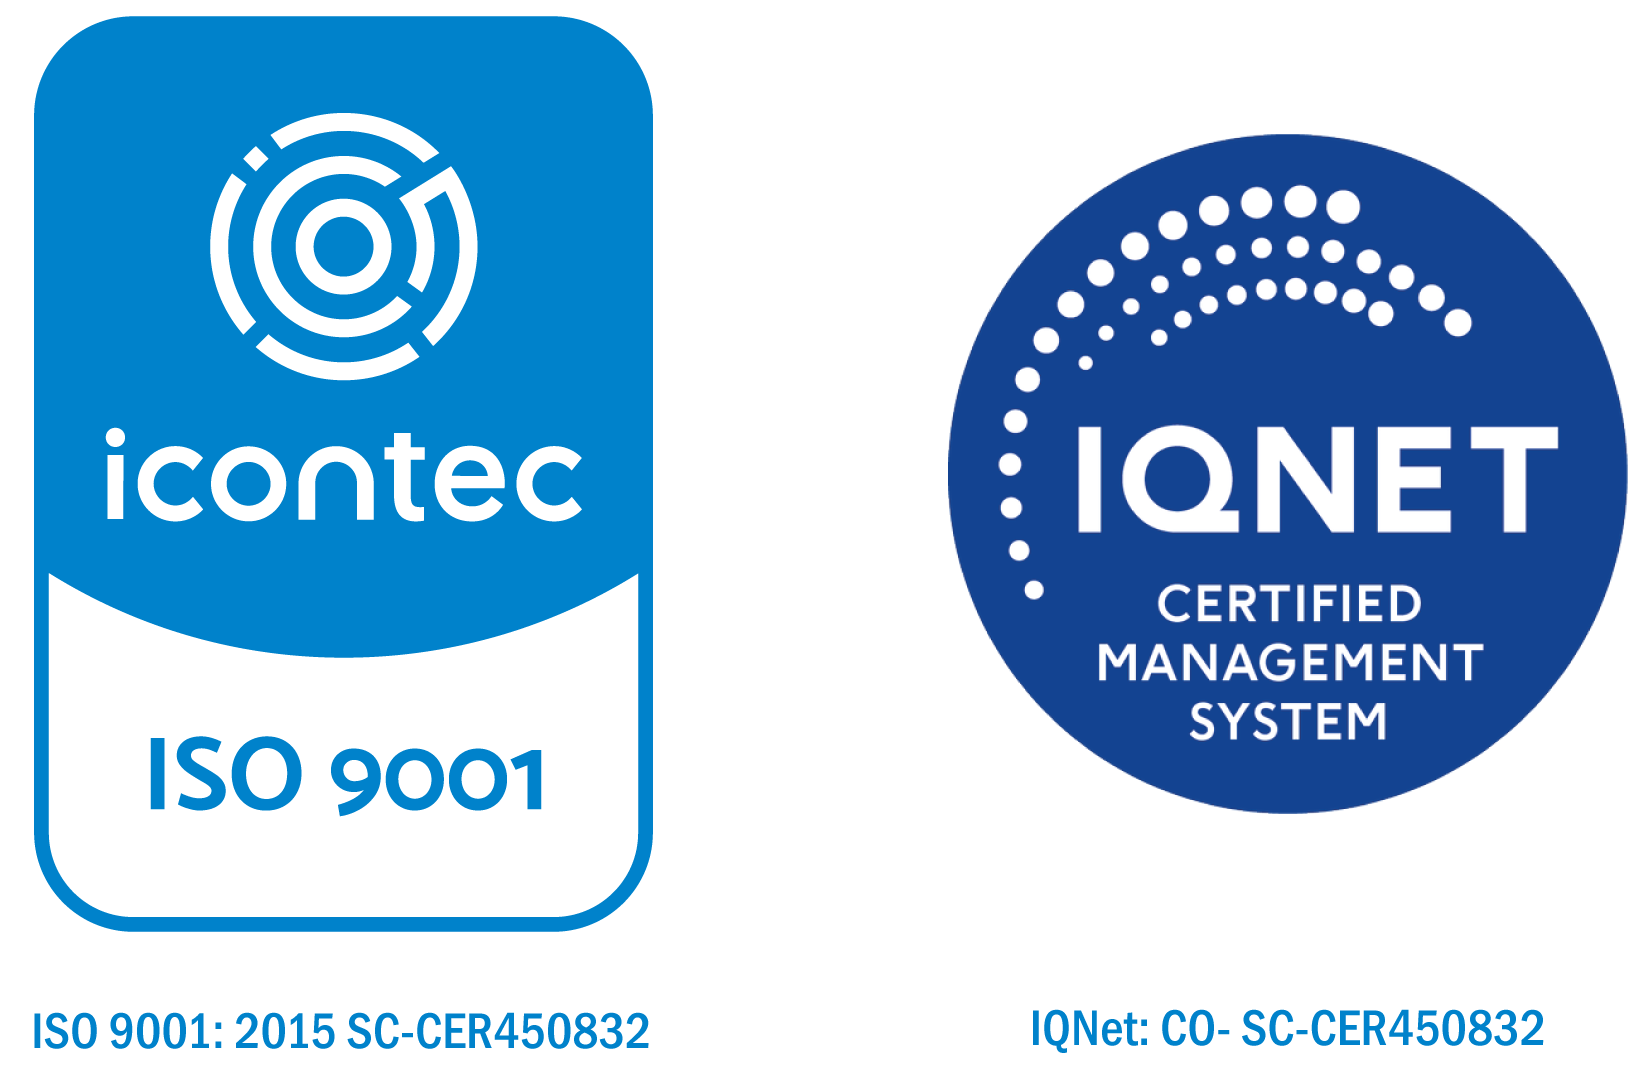 icontec
ISO 9001
ISO 9001: 2015 SC-CER450832
IQNET
CERTIFIED
MANAGEMENT
SYSTEM
IQNet: CO- SC-CER450832